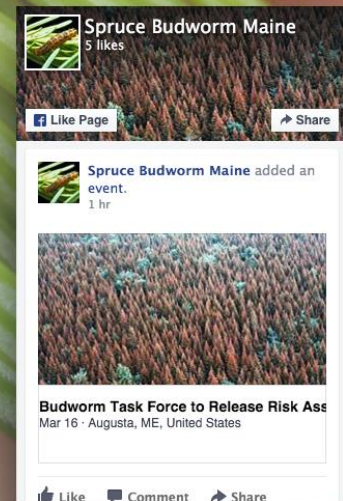 Spruce Budworm Maine
5 likes
Like Page
Share
Spruce Budworm Maine added an
event.
1 hr
Budworm Task Force to Release Risk Ass
Mar 16 · Augusta, ME, United States
Like Comment Share